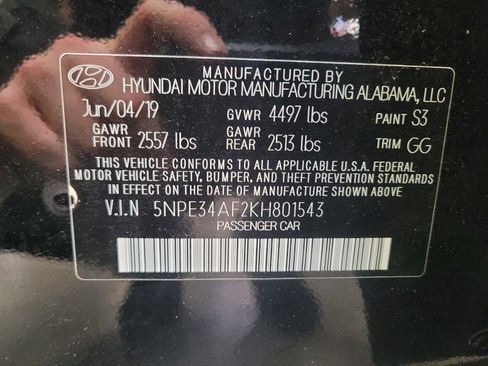 MANUFACTURED BY
HYUNDAI MOTOR MANUFACTURING ALABAMA, LLC
Jun/04/19 GVWR 4497 lbs PAINT S3
GAWR FRONT 2557 lbs GAWR REAR 2513 lbs TRIM GG
THIS VEHICLE CONFORMS TO ALL APPLICABLE U.S.A. FEDERAL
MOTOR VEHICLE SAFETY, BUMPER, AND THEFT PREVENTION STANDARDS
IN EFFECT ON THE DATE OF MANUFACTURE SHOWN ABOVE
V.I.N 5NPE34AF2KH801543
PASSENGER CAR